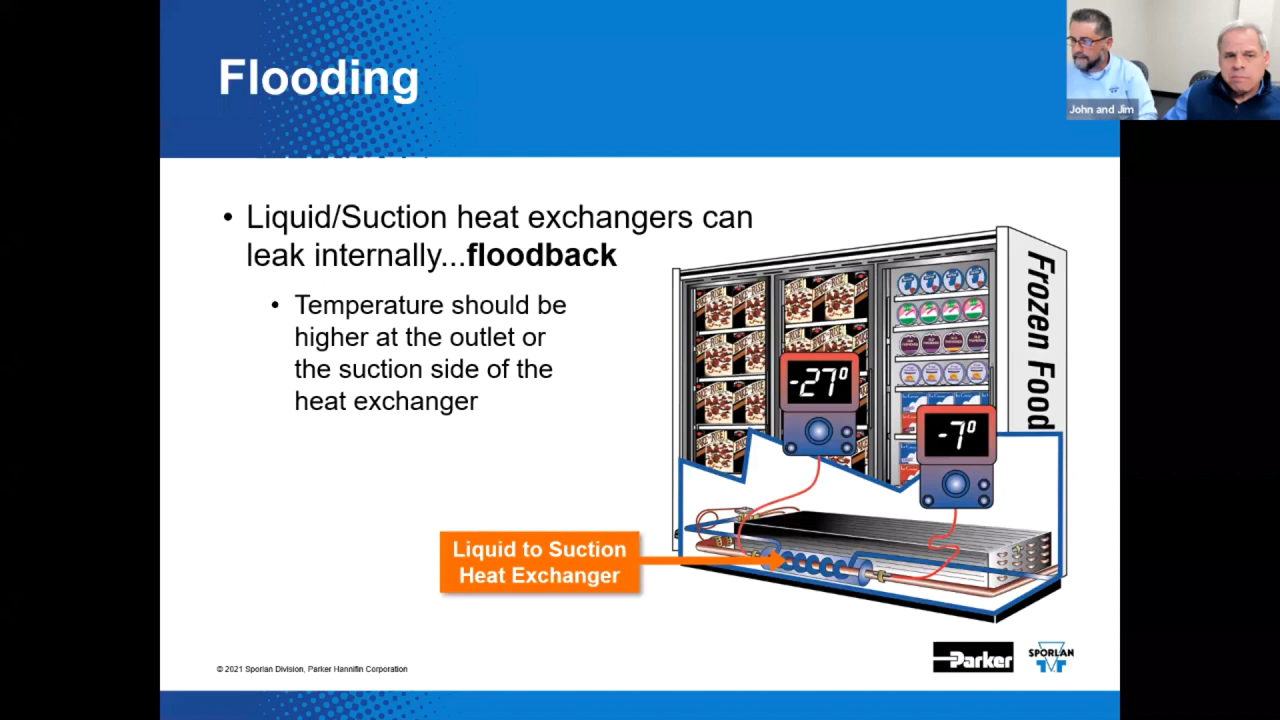 Flooding
John and Jim
• Liquid/Suction heat exchangers can
leak internally...floodback
• Temperature should be
higher at the outlet or
the suction side of the
heat exchanger
Frozen Food
-27°
-7°
Liquid to Suction
Heat Exchanger
© 2021 Sporlan Division, Parker Hannifin Corporation
Parker
SPORLAN